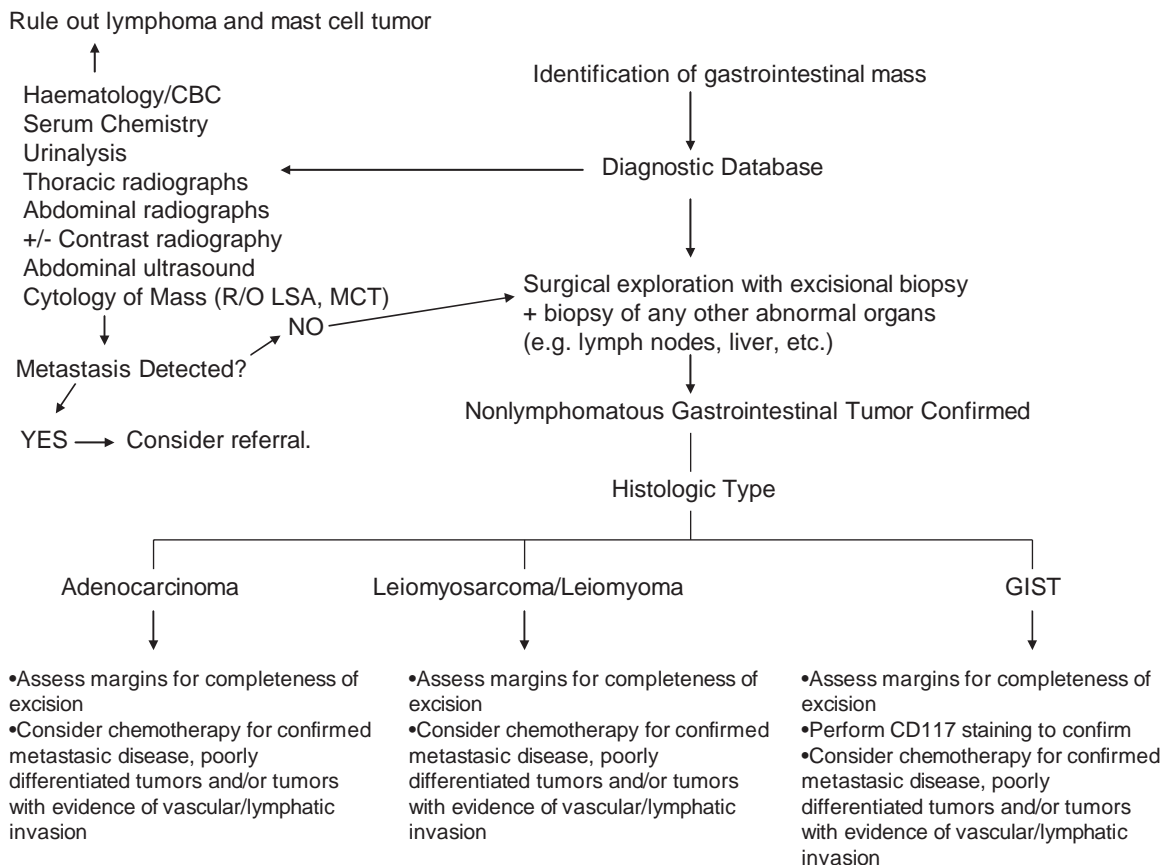 Rule out lymphoma and mast cell tumor
Haematology/CBC
Serum Chemistry
Urinalysis
Thoracic radiographs
Abdominal radiographs
+/- Contrast radiography
Abdominal ultrasound
Cytology of Mass (R/O LSA, MCT)
Metastasis Detected?
NO
YES
Consider referral.
Identification of gastrointestinal mass
Diagnostic Database
Surgical exploration with excisional biopsy
+ biopsy of any other abnormal organs
(e.g. lymph nodes, liver, etc.)
Nonlymphomatous Gastrointestinal Tumor Confirmed
Histologic Type
Adenocarcinoma
•Assess margins for completeness of
excision
•Consider chemotherapy for confirmed
metastasic disease, poorly
differentiated tumors and/or tumors
with evidence of vascular/lymphatic
invasion
Leiomyosarcoma/Leiomyoma
•Assess margins for completeness of
excision
•Consider chemotherapy for confirmed
metastasic disease, poorly
differentiated tumors and/or tumors
with evidence of vascular/lymphatic
invasion
GIST
•Assess margins for completeness of
excision
•Perform CD117 staining to confirm
•Consider chemotherapy for confirmed
metastasic disease, poorly
differentiated tumors and/or tumors
with evidence of vascular/lymphatic
invasion